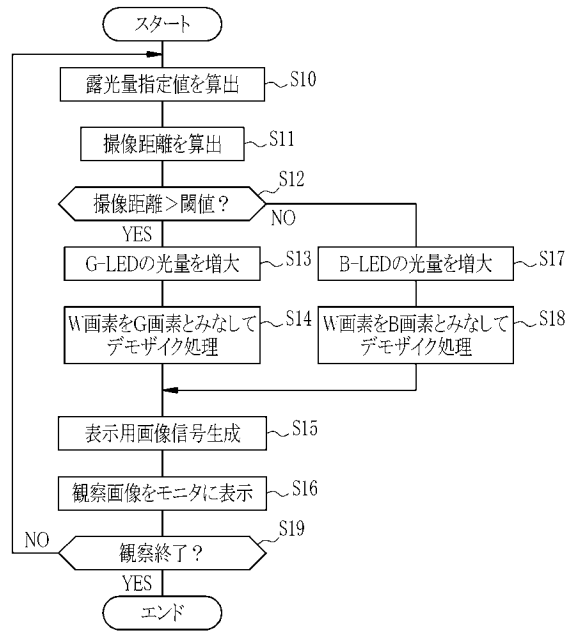 スタート
露光量指定値を算出
S10
撮像距離を算出
S11
撮像距離>閾値?
S12
YES
NO
G-LEDの光量を増大
S13
B-LEDの光量を増大
S17
W画素をG画素とみなして
デモザイク処理
S14
W画素をB画素とみなして
デモザイク処理
S18
表示用画像信号生成
S15
観察画像をモニタに表示
S16
観察終了?
S19
NO
YES
エンド